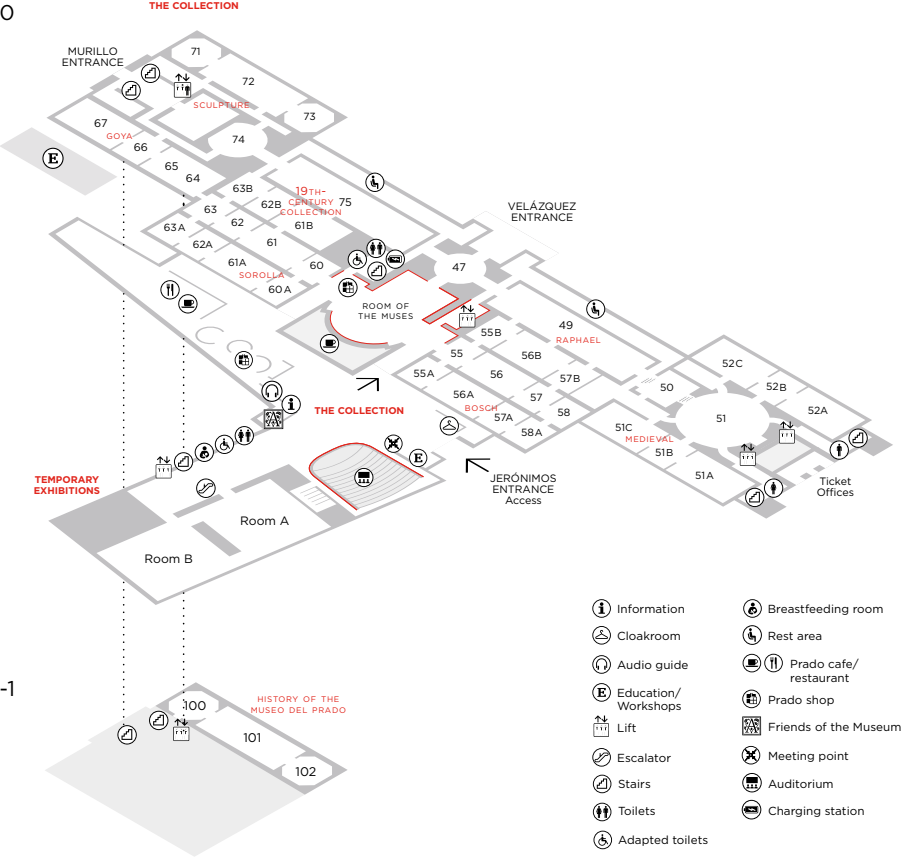 0
THE COLLECTION
71
MURILLO
ENTRANCE
72
SCULPTURE
73
67
GOYA
74
66
E
65
64
63B
19TH-
CENTURY
COLLECTION
75
62B
VELÁZQUEZ
ENTRANCE
63
61B
63A
62
62A
61
61A
60
47
SOROLLA
60A
ROOM OF
THE MUSES
49
RAPHAEL
55B
55
56B
52C
55A
56
57B
50
52B
56A
57
BOSCH
57A
58
52A
58A
51
51C
MEDIEVAL
51B
51A
THE COLLECTION
E
JERÓNIMOS
ENTRANCE
Access
Ticket
Offices
TEMPORARY
EXHIBITIONS
Room A
Room B
Information
Cloakroom
Audio guide
E
Education/
Workshops
Lift
Escalator
Stairs
Toilets
Adapted toilets
Breastfeeding room
Rest area
Prado cafe/
restaurant
Prado shop
Friends of the Museum
Meeting point
Auditorium
Charging station
-1
HISTORY OF THE
MUSEO DEL PRADO
100
101
102